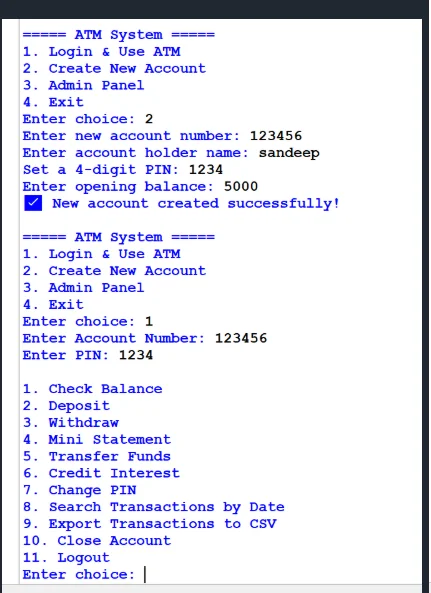 ===== ATM System =====
1. Login & Use ATM
2. Create New Account
3. Admin Panel
4. Exit
Enter choice: 2
Enter new account number: 123456
Enter account holder name: sandeep
Set a 4-digit PIN: 1234
Enter opening balance: 5000
✅ New account created successfully!

===== ATM System =====
1. Login & Use ATM
2. Create New Account
3. Admin Panel
4. Exit
Enter choice: 1
Enter Account Number: 123456
Enter PIN: 1234

1. Check Balance
2. Deposit
3. Withdraw
4. Mini Statement
5. Transfer Funds
6. Credit Interest
7. Change PIN
8. Search Transactions by Date
9. Export Transactions to CSV
10. Close Account
11. Logout
Enter choice: